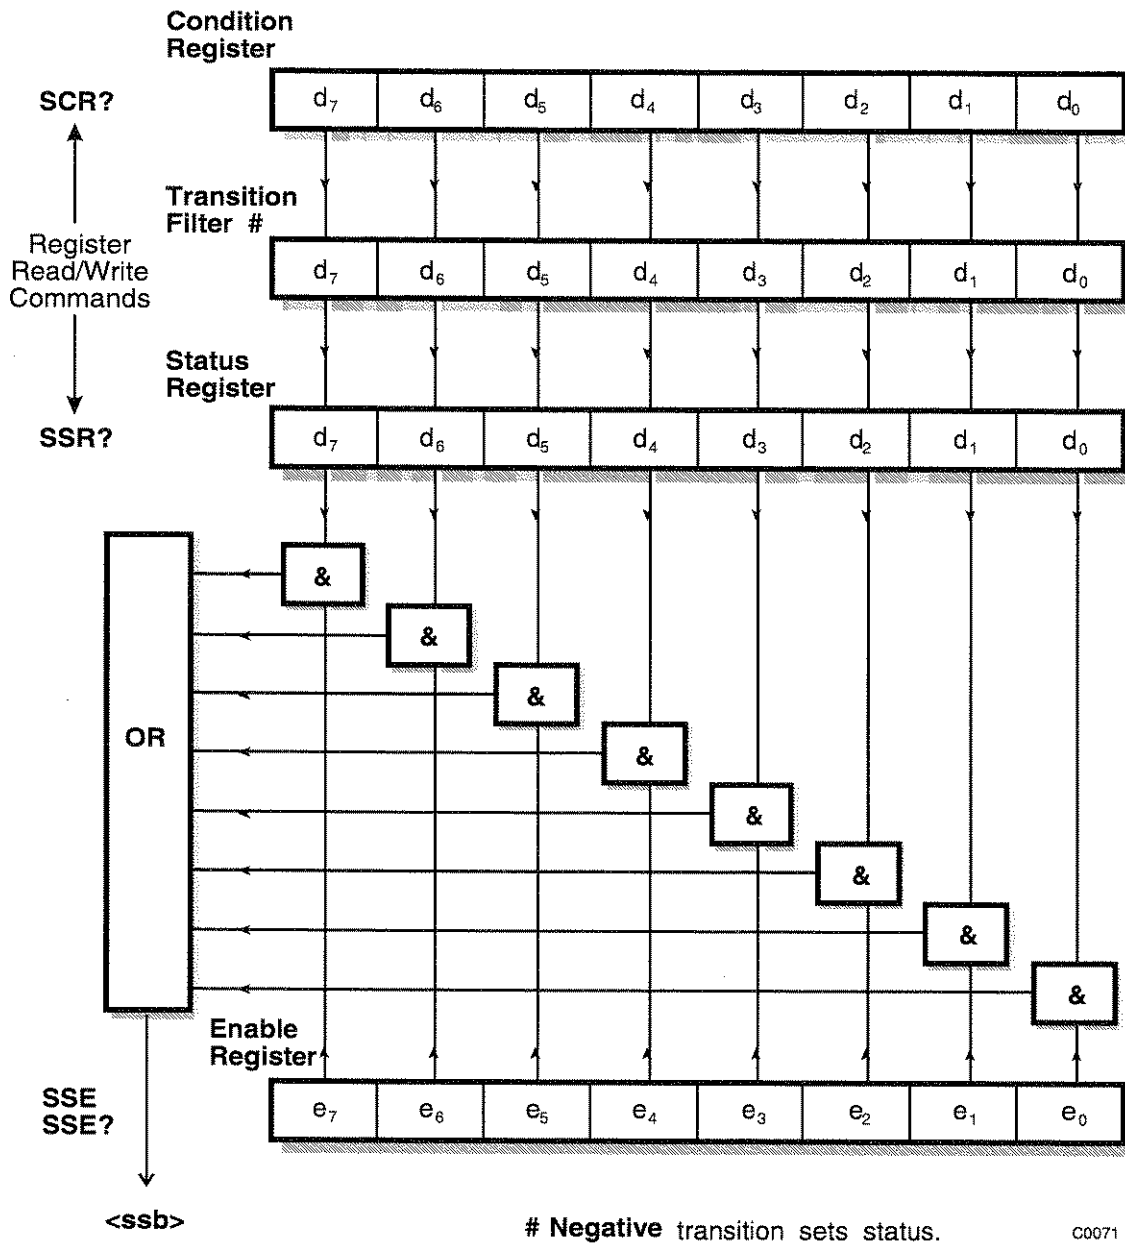 Condition
Register
SCR?
d₇ d₆ d₅ d₄ d₃ d₂ d₁ d₀
Transition
Filter #
Register
Read/Write
Commands
d₇ d₆ d₅ d₄ d₃ d₂ d₁ d₀
Status
Register
SSR?
d₇ d₆ d₅ d₄ d₃ d₂ d₁ d₀
&
&
&
&
&
&
&
&
OR
Enable
Register
SSE
SSE?
e₇ e₆ e₅ e₄ e₃ e₂ e₁ e₀
<ssb>
# Negative transition sets status.
C0071